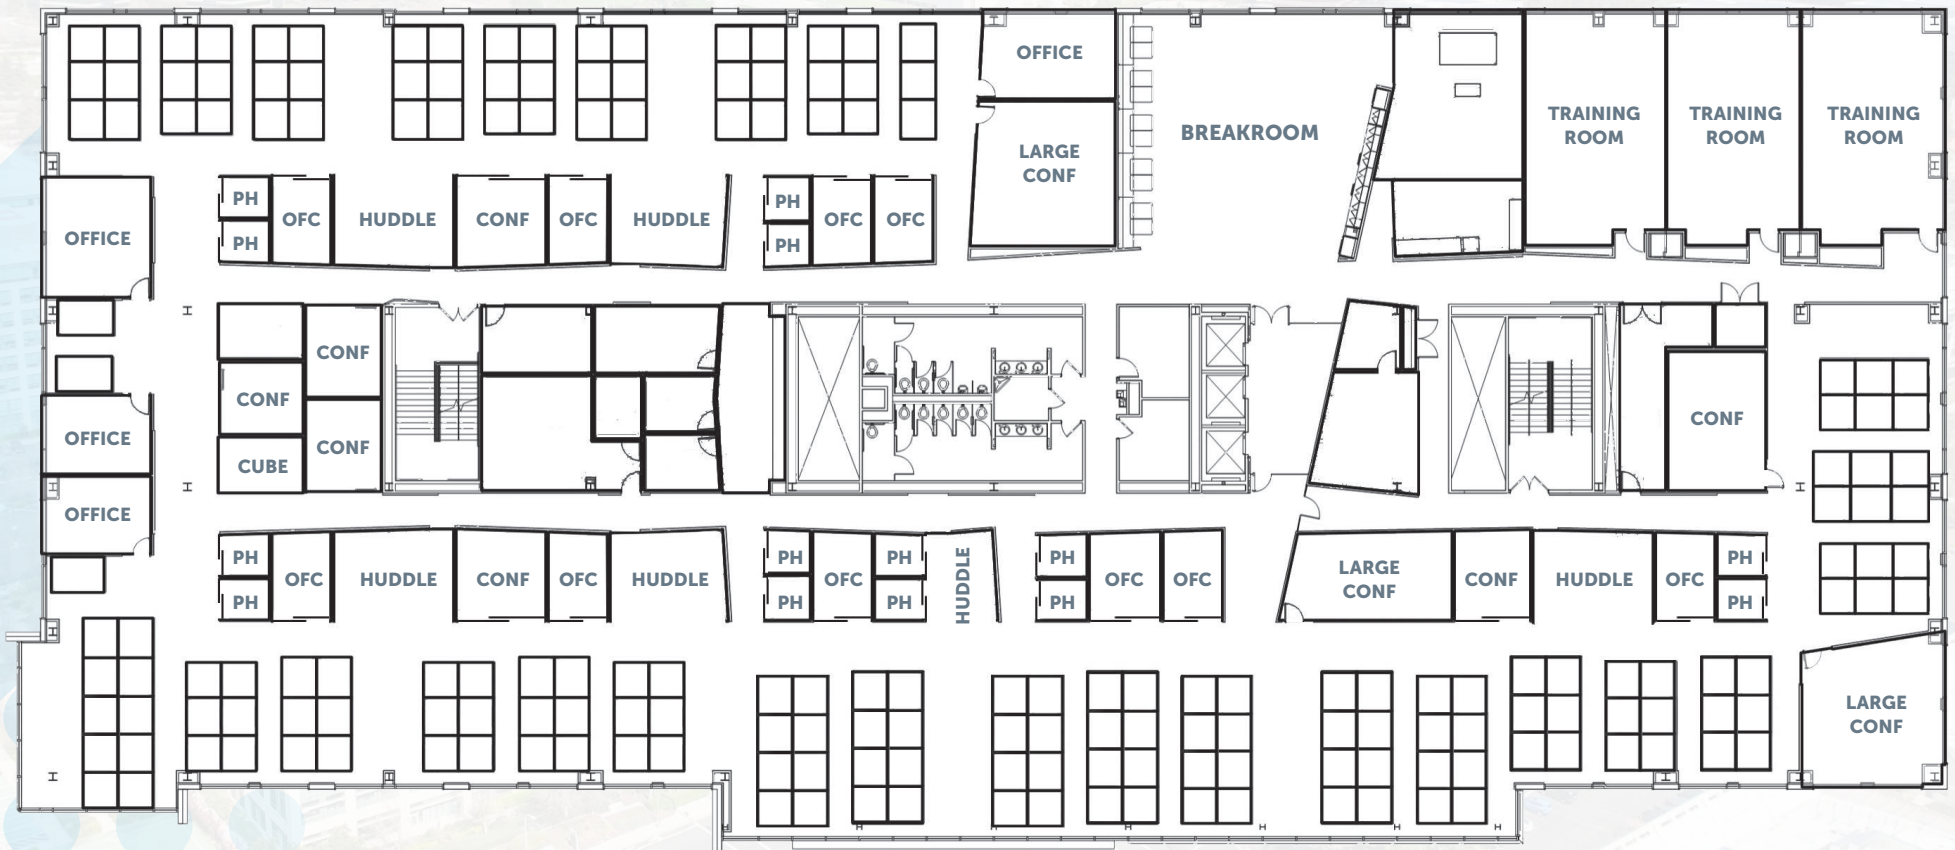 OFFICE
BREAKROOM
TRAINING
ROOM
TRAINING
ROOM
TRAINING
ROOM
LARGE
CONF
PH
PH
OFC
HUDDLE
CONF
OFC
HUDDLE
PH
PH
OFC
OFC
OFFICE
CONF
CONF
CUBE
CONF
OFFICE
OFFICE
CONF
PH
PH
OFC
HUDDLE
CONF
OFC
HUDDLE
PH
PH
OFC
PH
PH
HUDDLE
PH
PH
OFC
OFC
LARGE
CONF
CONF
HUDDLE
OFC
PH
PH
LARGE
CONF